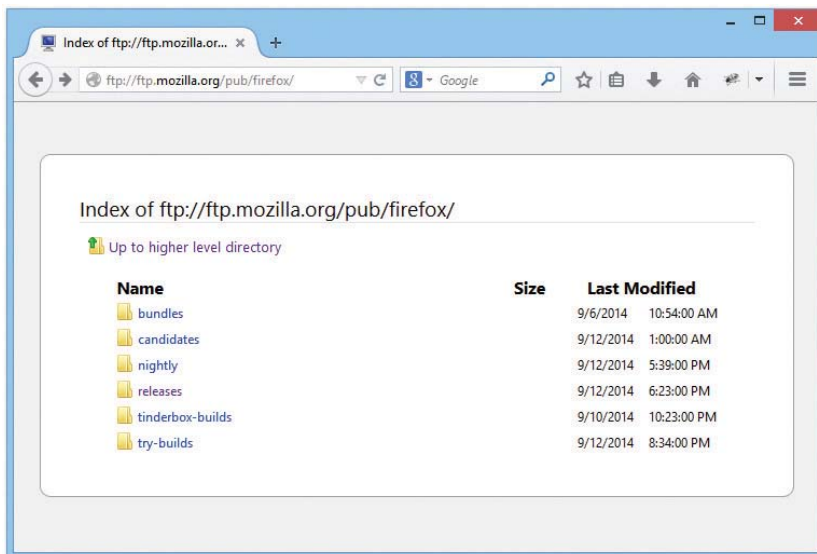 Index of ftp://ftp.mozilla.or...
ftp://ftp.mozilla.org/pub/firefox/ 8 Google
Index of ftp://ftp.mozilla.org/pub/firefox/
Up to higher level directory
Name Size Last Modified
bundles 9/6/2014 10:54:00 AM
candidates 9/12/2014 1:00:00 AM
nightly 9/12/2014 5:39:00 PM
releases 9/12/2014 6:23:00 PM
tinderbox-builds 9/10/2014 10:23:00 PM
try-builds 9/12/2014 8:34:00 PM